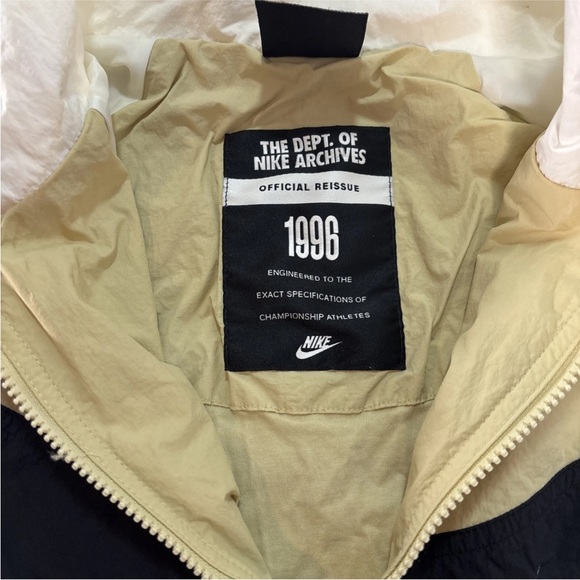 THE DEPT. OF
NIKE ARCHIVES
OFFICIAL REISSUE
1996
ENGINEERED TO THE
EXACT SPECIFICATIONS OF
CHAMPIONSHIP ATHLETES
NIKE